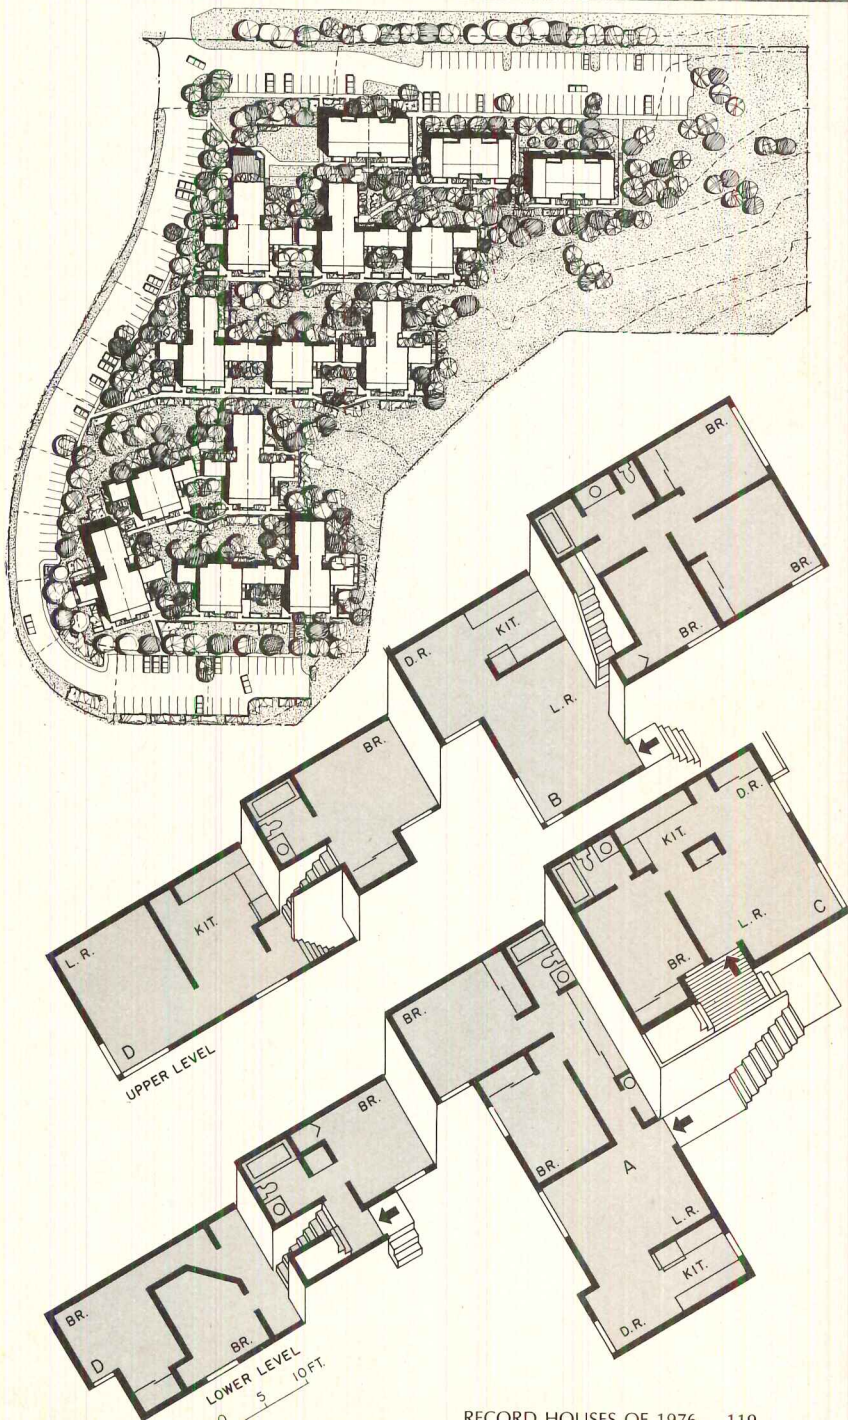 BR.
BR.
BR.
KIT.
D.R.
L.R.
B
BR.
D.R.
KIT.
L.R.
C
BR.
KIT.
L.R.
D
UPPER LEVEL
BR.
BR.
BR.
A
L.R.
KIT.
D.R.
BR.
BR.
D
LOWER LEVEL
0 5 10 FT.
RECORD HOUSES OF 1976 119